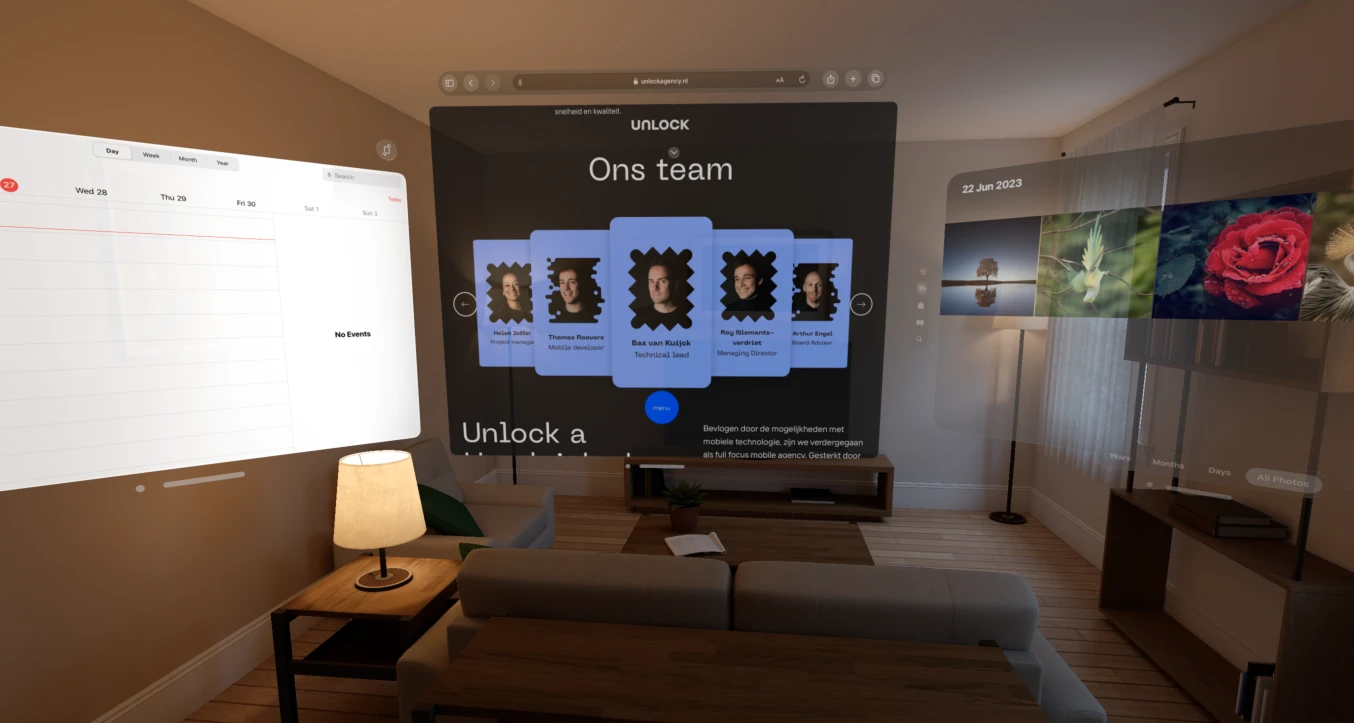 Day
Week
Month
Year
Search
Today
27
Wed 28
Thu 29
Fri 30
Sat 1
Sun 2
No Events
unlockagency.nl
AA
snelheid en kwaliteit.
UNLOCK
Ons team
Helen Joffer
Project manager
Thomas Roovers
Mobile developer
Bas van Kuijck
Technical lead
Roy Niemants-
verdriet
Managing Director
Arthur Engel
Board Advisor
menu
Unlock a
Bevlogen door de mogelijkheden met
mobiele technologie, zijn we verdergegaan
als full focus mobile agency. Gesterkt door
22 Jun 2023
Years
Months
Days
All Photos